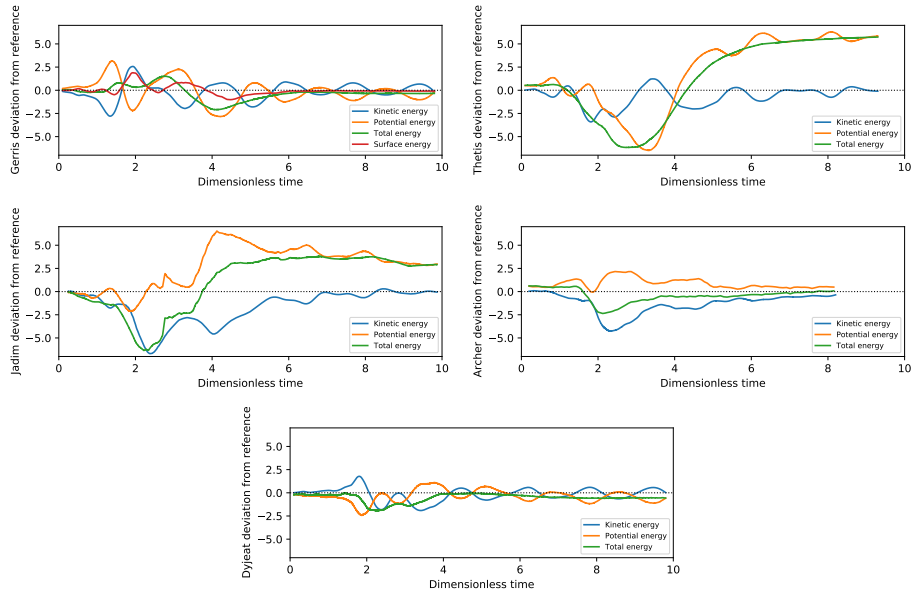 Gerris deviation from reference
5.0
2.5
0.0
−2.5
−5.0
0 2 4 6 8 10
Dimensionless time
Kinetic energy
Potential energy
Total energy
Surface energy
Thetis deviation from reference
5.0
2.5
0.0
−2.5
−5.0
0 2 4 6 8 10
Dimensionless time
Kinetic energy
Potential energy
Total energy
Jadim deviation from reference
5.0
2.5
0.0
−2.5
−5.0
0 2 4 6 8 10
Dimensionless time
Kinetic energy
Potential energy
Total energy
Archer deviation from reference
5.0
2.5
0.0
−2.5
−5.0
0 2 4 6 8 10
Dimensionless time
Kinetic energy
Potential energy
Total energy
Dyjeat deviation from reference
5.0
2.5
0.0
−2.5
−5.0
0 2 4 6 8 10
Dimensionless time
Kinetic energy
Potential energy
Total energy